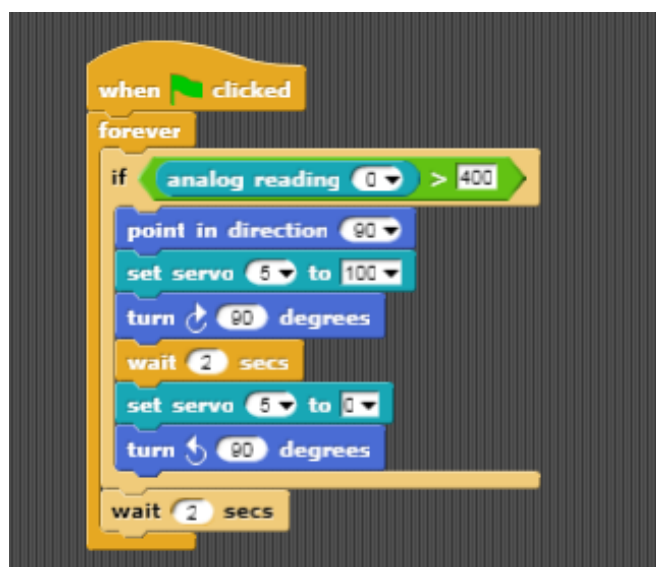 when clicked
forever
if analog reading 0 > 400
point in direction 90
set servo 5 to 100
turn 90 degrees
wait 2 secs
set servo 5 to 0
turn 90 degrees
wait 2 secs